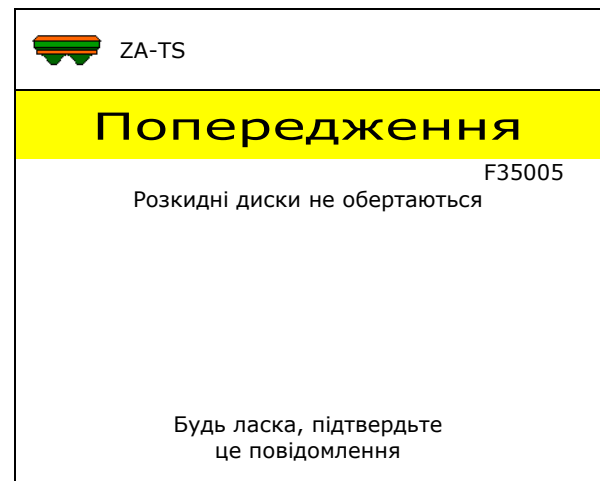 ZA-TS
Попередження
F35005
Розкидні диски не обертаються
Будь ласка, підтвердьте
це повідомлення